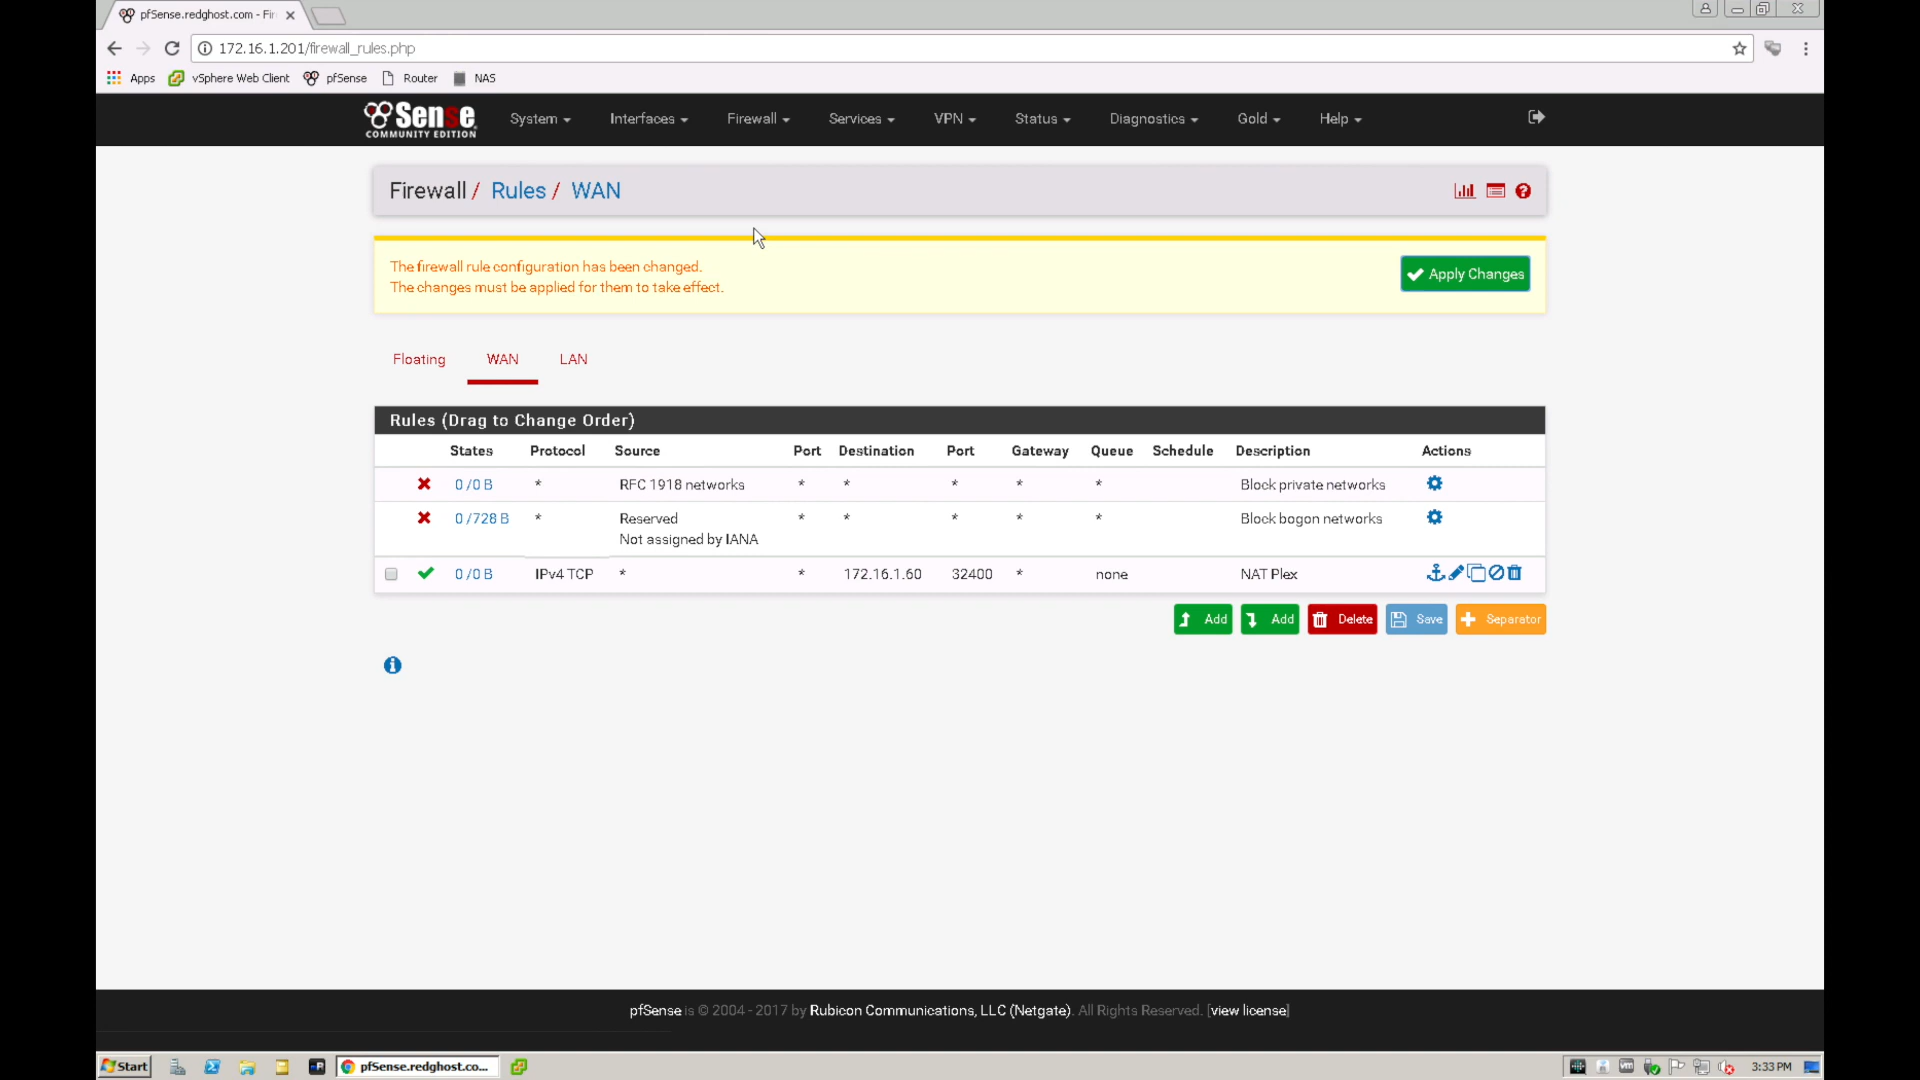 pfSense.redghost.com - Fir
172.16.1.201/firewall_rules.php
Apps vSphere Web Client pfSense Router NAS
Sense
COMMUNITY EDITION
System Interfaces Firewall Services VPN Status Diagnostics Gold Help
Firewall / Rules / WAN
The firewall rule configuration has been changed.
The changes must be applied for them to take effect.
Apply Changes
Floating WAN LAN
Rules (Drag to Change Order)
States Protocol Source Port Destination Port Gateway Queue Schedule Description Actions
0 /0 B * RFC 1918 networks * * * * * Block private networks
0 /728 B * Reserved * * * * * Block bogon networks
Not assigned by IANA
0 /0 B IPv4 TCP * * 172.16.1.60 32400 * none NAT Plex
Add Add Delete Save Separator
pfSense is © 2004 - 2017 by Rubicon Communications, LLC (Netgate). All Rights Reserved. [view license]
Start pfSense.redghost.co... 3:33 PM